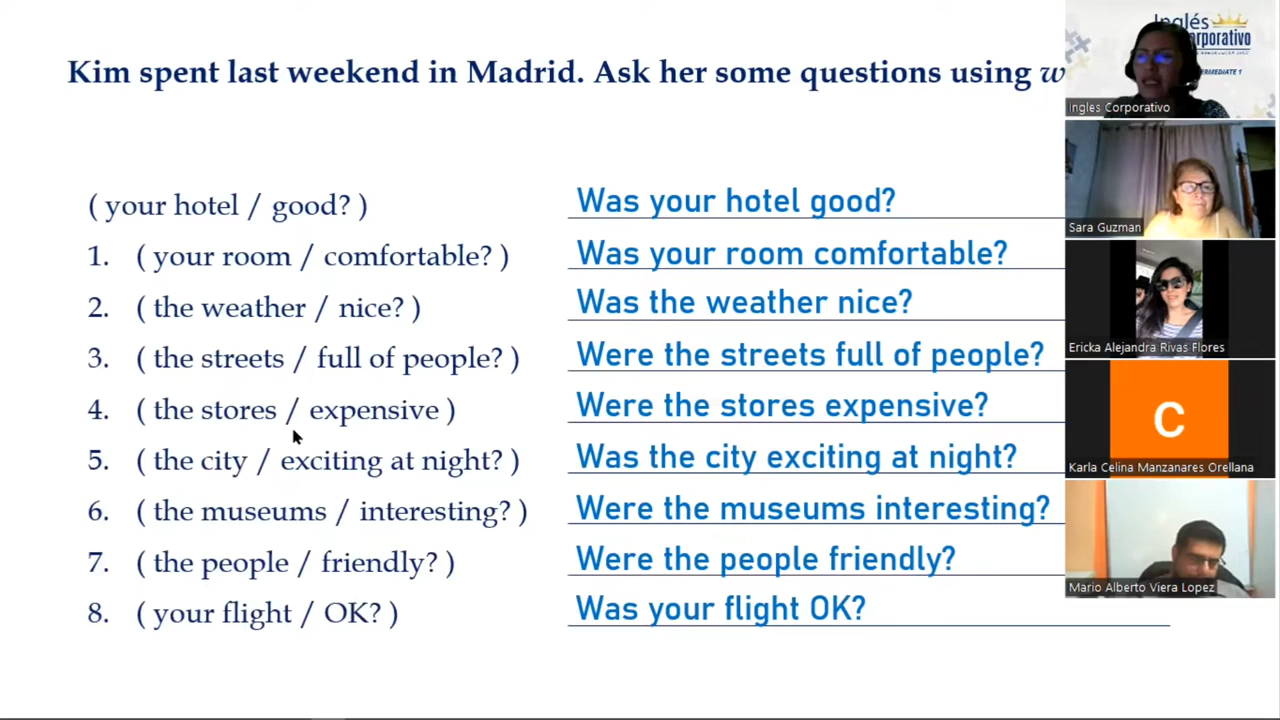 Kim spent last weekend in Madrid. Ask her some questions using w
( your hotel / good? ) Was your hotel good?
1. ( your room / comfortable? ) Was your room comfortable?
2. ( the weather / nice? ) Was the weather nice?
3. ( the streets / full of people? ) Were the streets full of people?
4. ( the stores / expensive ) Were the stores expensive?
5. ( the city / exciting at night? ) Was the city exciting at night?
6. ( the museums / interesting? ) Were the museums interesting?
7. ( the people / friendly? ) Were the people friendly?
8. ( your flight / OK? ) Was your flight OK?
Inglés
orporativo
RMEDIATE 1
Ingles Corporativo
Sara Guzman
Ericka Alejandra Rivas Flores
C
Karla Celina Manzanares Orellana
Mario Alberto Viera Lopez